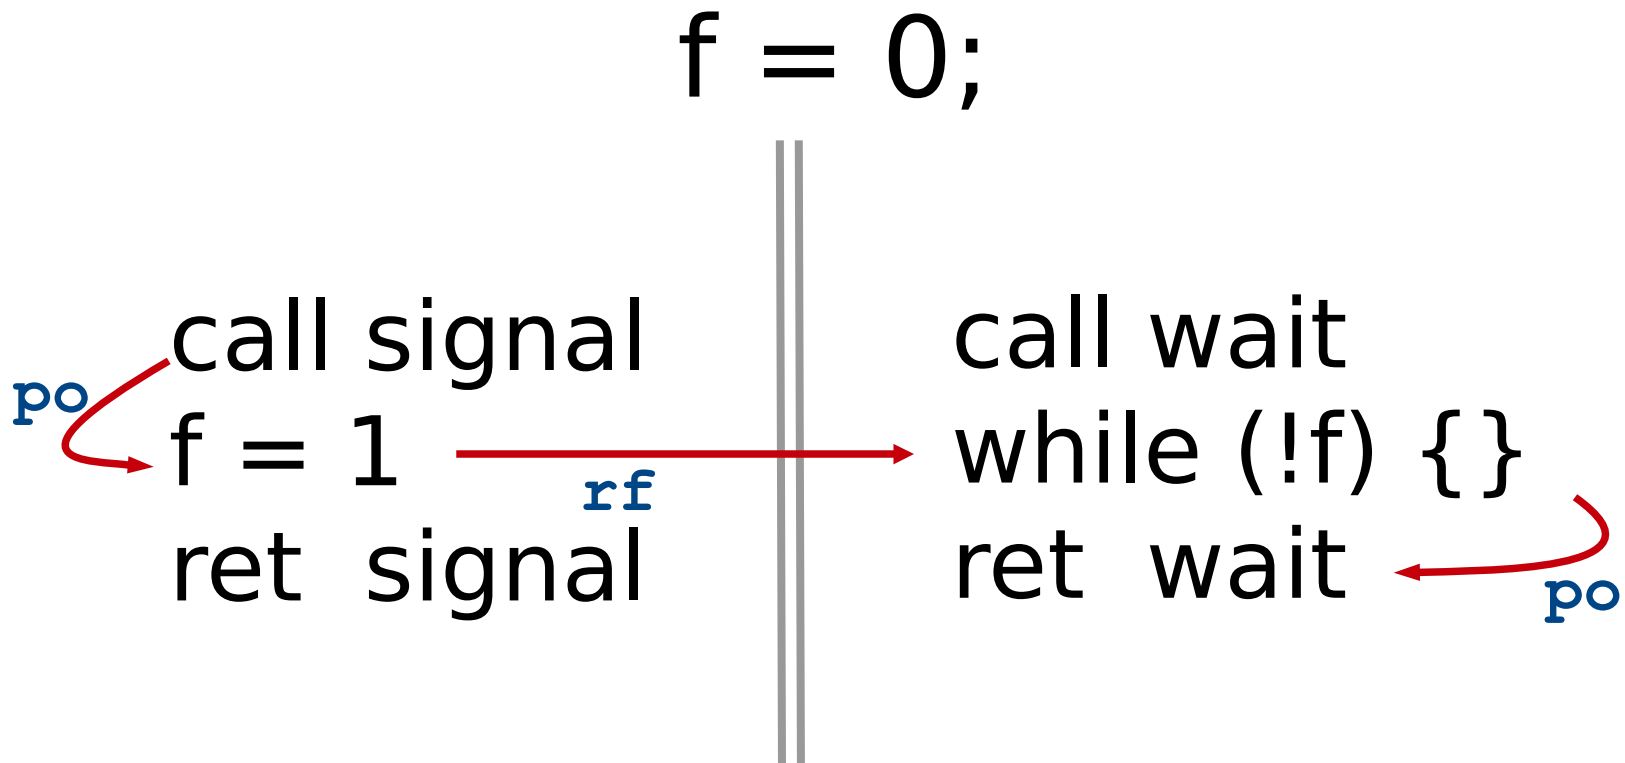 f = 0;
call signal
po
f = 1
rf
ret signal
call wait
while (!f) {}
ret wait
po